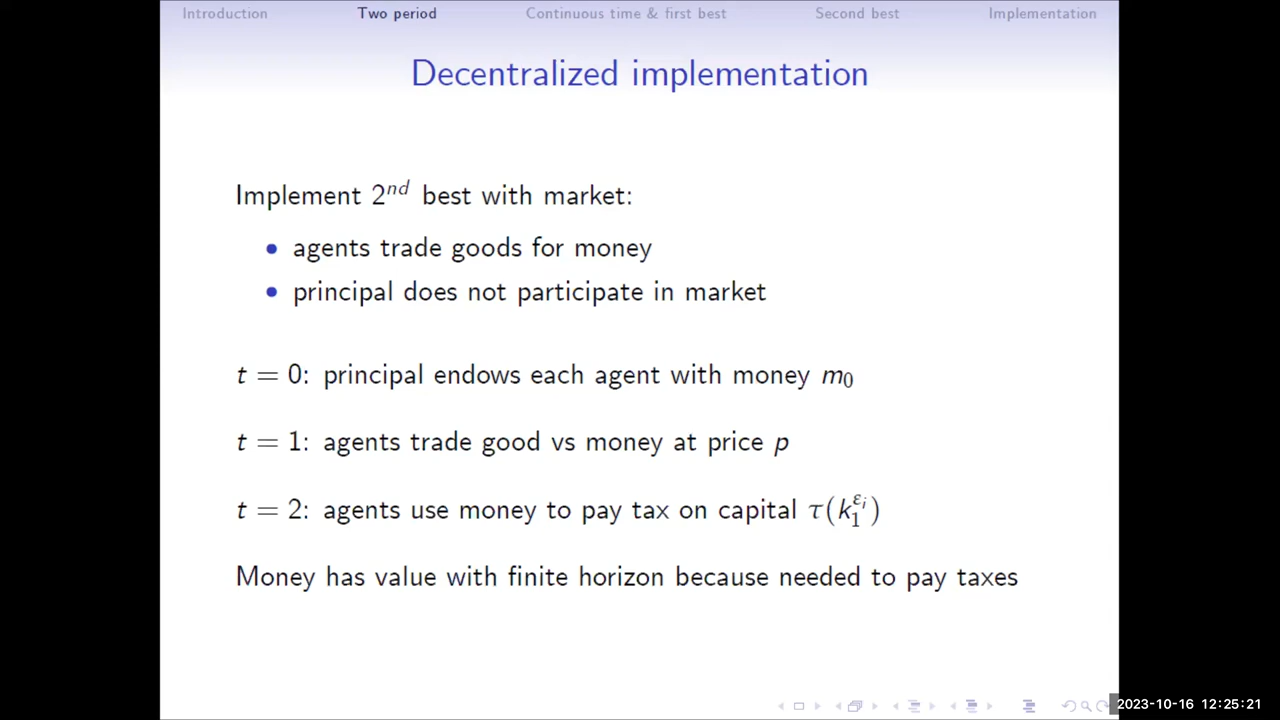 Introduction Two period Continuous time & first best Second best Implementation
Decentralized implementation
Implement 2nd best with market:
• agents trade goods for money
• principal does not participate in market
t = 0: principal endows each agent with money m₀
t = 1: agents trade good vs money at price p
t = 2: agents use money to pay tax on capital τ(k₁^{εᵢ})
Money has value with finite horizon because needed to pay taxes
2023-10-16 12:25:21